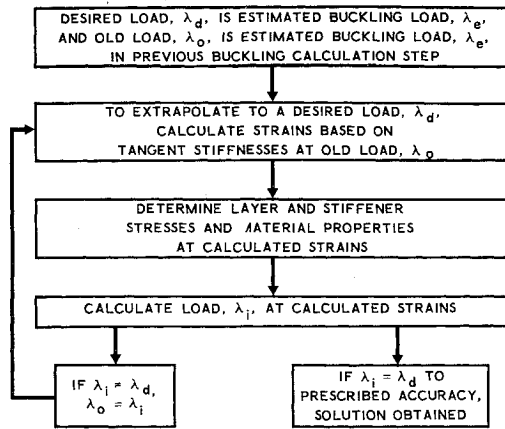 DESIRED LOAD, λd, IS ESTIMATED BUCKLING LOAD, λe,
AND OLD LOAD, λo, IS ESTIMATED BUCKLING LOAD, λe,
IN PREVIOUS BUCKLING CALCULATION STEP
TO EXTRAPOLATE TO A DESIRED LOAD, λd,
CALCULATE STRAINS BASED ON
TANGENT STIFFNESSES AT OLD LOAD, λo
DETERMINE LAYER AND STIFFENER
STRESSES AND MATERIAL PROPERTIES
AT CALCULATED STRAINS
CALCULATE LOAD, λi, AT CALCULATED STRAINS
IF λi ≠ λd,
λo = λi
IF λi = λd TO
PRESCRIBED ACCURACY,
SOLUTION OBTAINED